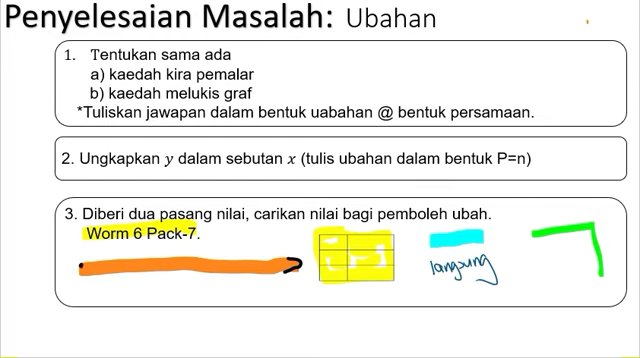 Penyelesaian Masalah: Ubahan
1. Tentukan sama ada
a) kaedah kira pemalar
b) kaedah melukis graf
*Tuliskan jawapan dalam bentuk uabahan @ bentuk persamaan.
2. Ungkapkan y dalam sebutan x (tulis ubahan dalam bentuk P=n)
3. Diberi dua pasang nilai, carikan nilai bagi pemboleh ubah.
Worm 6 Pack-7.
langsung